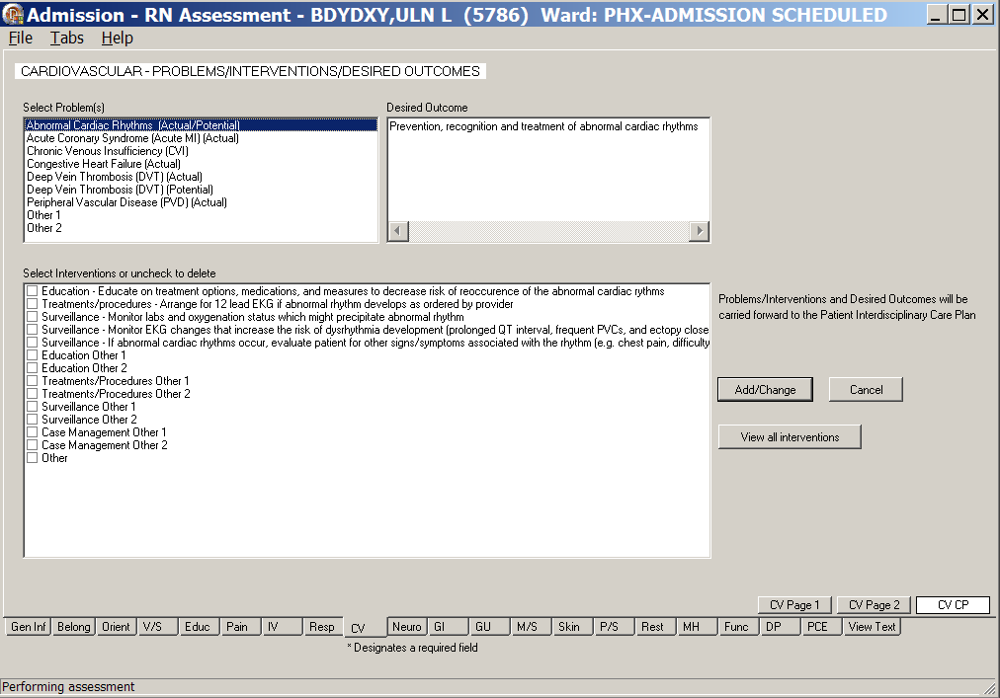 Admission - RN Assessment - BDYDXY,ULN L (5786) Ward: PHX-ADMISSION SCHEDULED
File Tabs Help
CARDIOVASCULAR - PROBLEMS/INTERVENTIONS/DESIRED OUTCOMES
Select Problem(s)
Abnormal Cardiac Rhythms (Actual/Potential)
Acute Coronary Syndrome (Acute MI) (Actual)
Chronic Venous Insufficiency (CVI)
Congestive Heart Failure (Actual)
Deep Vein Thrombosis (DVT) (Actual)
Deep Vein Thrombosis (DVT) (Potential)
Peripheral Vascular Disease (PVD) (Actual)
Other 1
Other 2
Desired Outcome
Prevention, recognition and treatment of abnormal cardiac rhythms
Select Interventions or uncheck to delete
Education - Educate on treatment options, medications, and measures to decrease risk of reoccurence of the abnormal cardiac rythms
Treatments/procedures - Arrange for 12 lead EKG if abnormal rhythm develops as ordered by provider
Surveillance - Monitor labs and oxygenation status which might precipitate abnormal rhythm
Surveillance - Monitor EKG changes that increase the risk of dysrhythmia development (prolonged QT interval, frequent PVCs, and ectopy close
Surveillance - If abnormal cardiac rhythms occur, evaluate patient for other signs/symptoms associated with the rhythm (e.g. chest pain, difficulty
Education Other 1
Education Other 2
Treatments/Procedures Other 1
Treatments/Procedures Other 2
Surveillance Other 1
Surveillance Other 2
Case Management Other 1
Case Management Other 2
Other
Problems/Interventions and Desired Outcomes will be
carried forward to the Patient Interdisciplinary Care Plan
Add/Change Cancel
View all interventions
CV Page 1 CV Page 2 CV CP
Gen Inf Belong Orient V/S Educ Pain IV Resp CV Neuro GI GU M/S Skin P/S Rest MH Func DP PCE View Text
* Designates a required field
Performing assessment